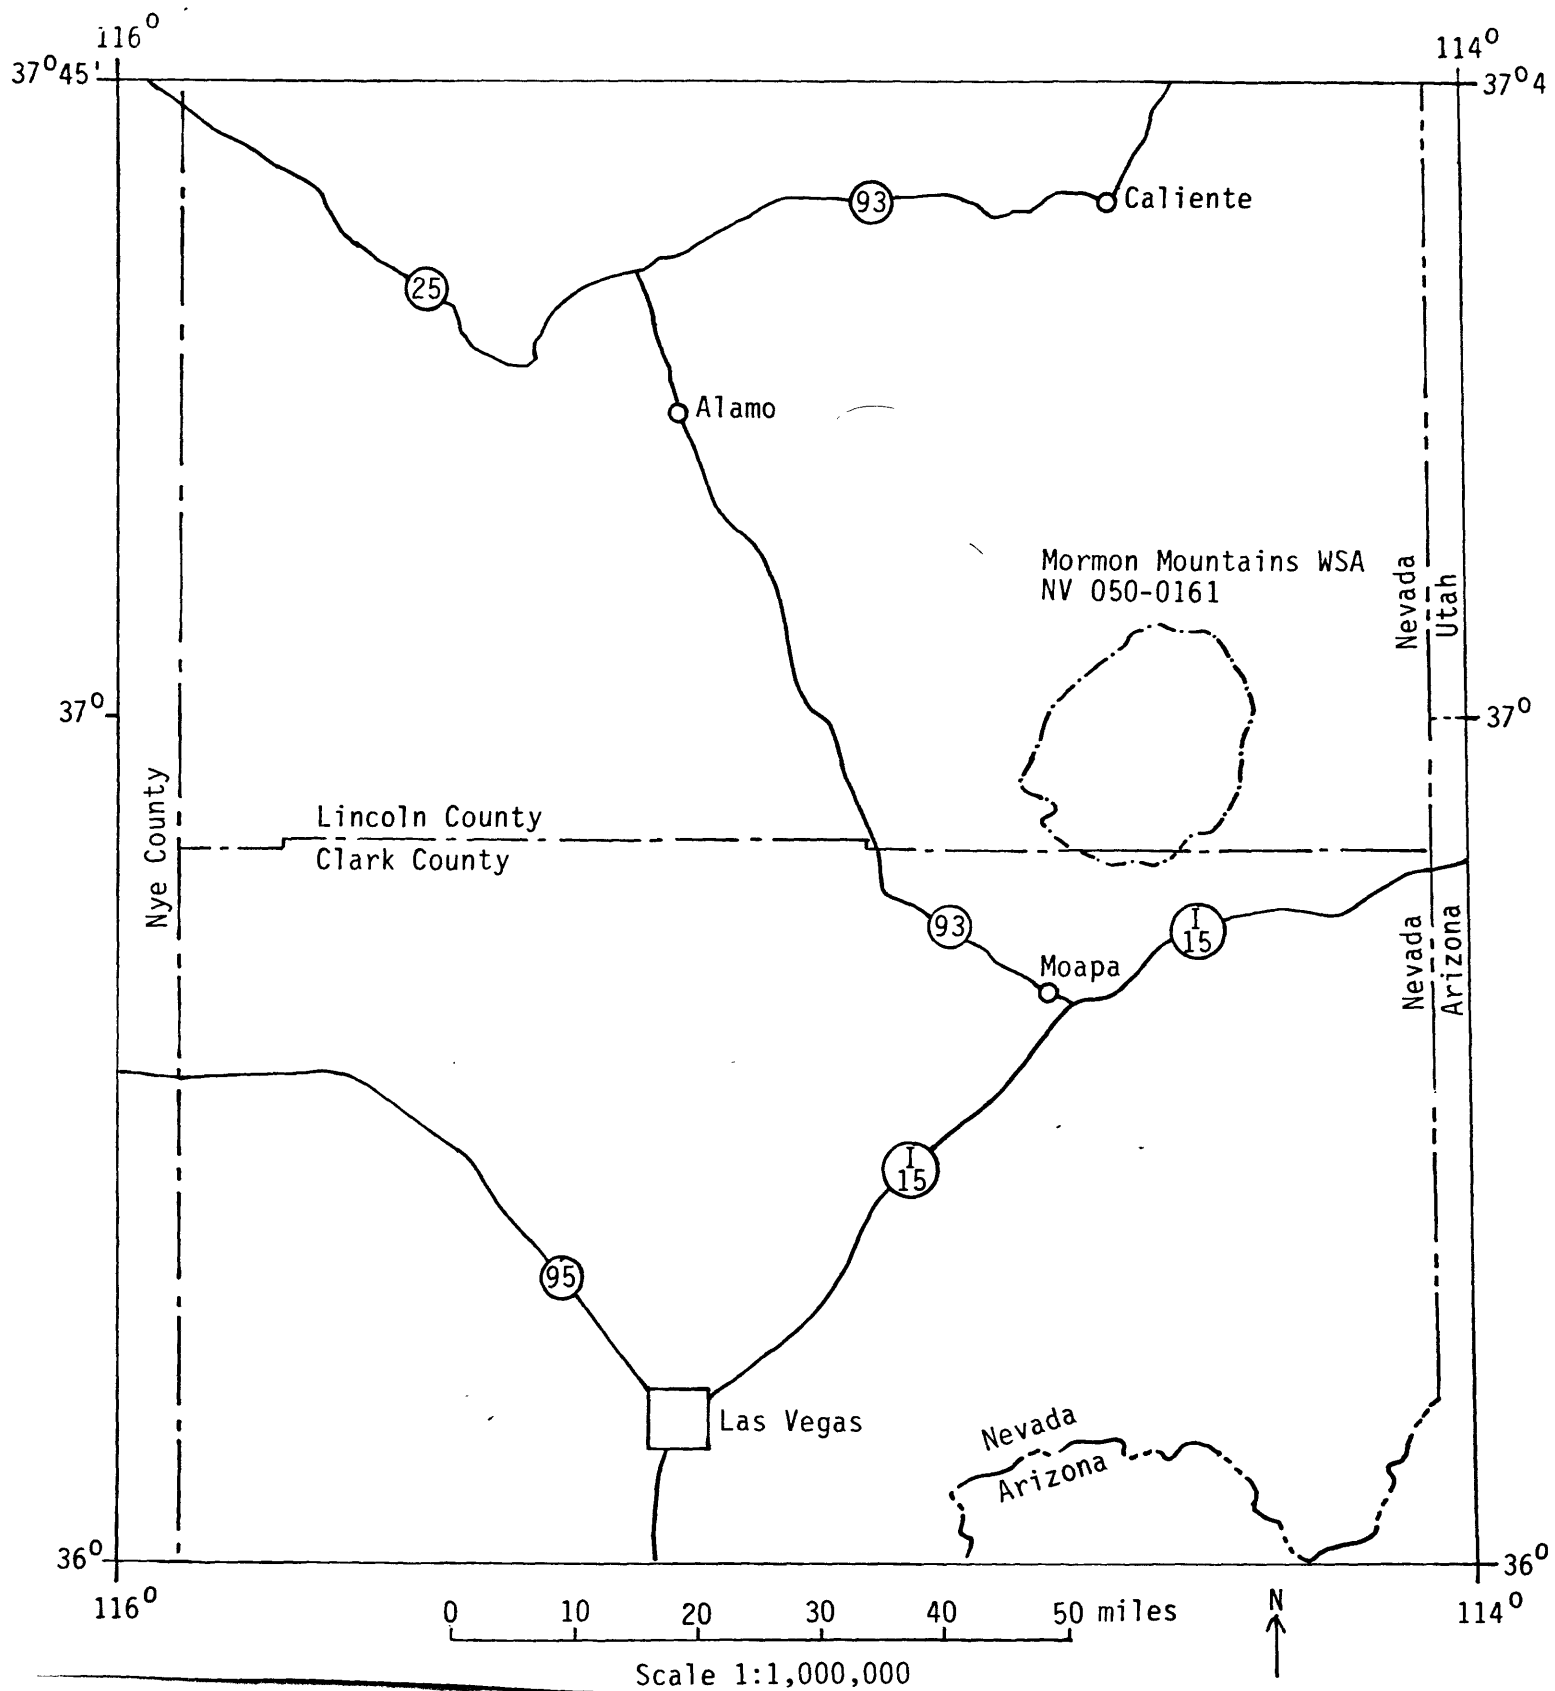 116°
114°
37°45'
37°4
93
Caliente
25
Alamo
Mormon Mountains WSA
NV 050-0161
Nevada
Utah
37°
37°
Nye County
Lincoln County
Clark County
93
I
15
Moapa
Nevada
Arizona
I
15
95
Las Vegas
Nevada
Arizona
36°
36°
116°
114°
0 10 20 30 40 50 miles
N
Scale 1:1,000,000